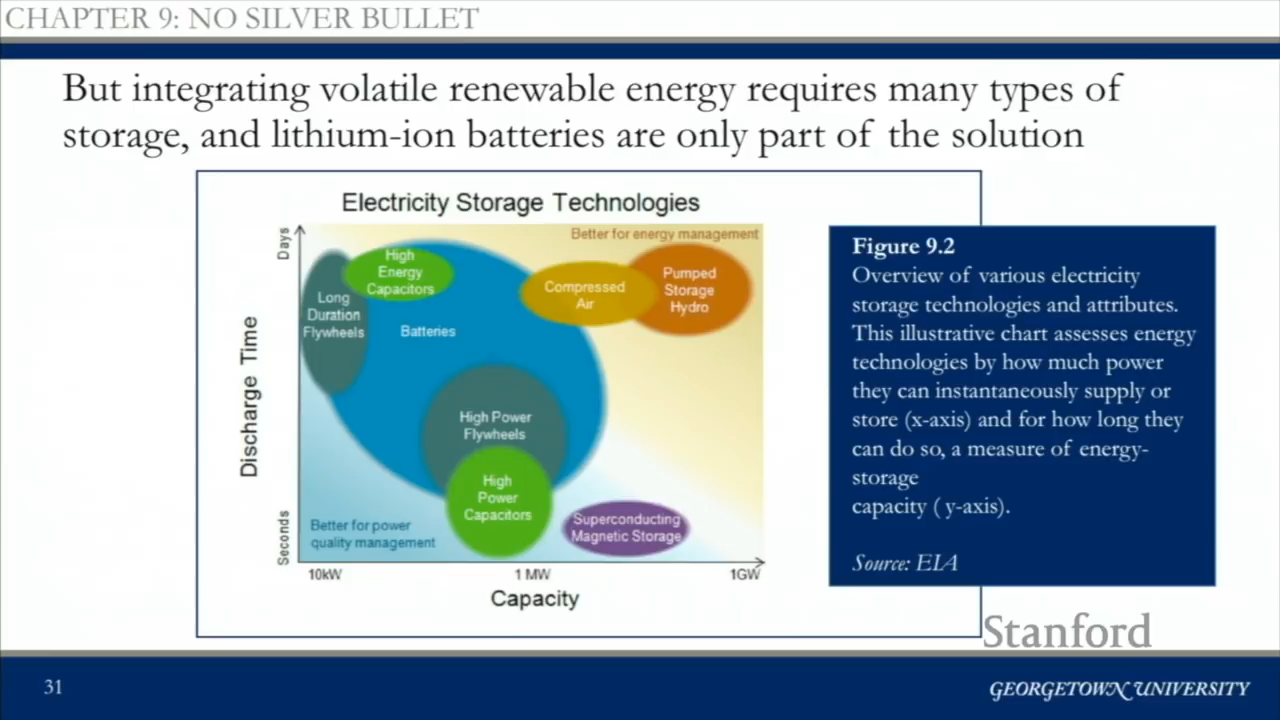 CHAPTER 9: NO SILVER BULLET
But integrating volatile renewable energy requires many types of
storage, and lithium-ion batteries are only part of the solution
Electricity Storage Technologies
Better for energy management
Days
High
Energy
Capacitors
Long
Duration
Flywheels
Batteries
Compressed
Air
Pumped
Storage
Hydro
Discharge Time
High Power
Flywheels
High
Power
Capacitors
Superconducting
Magnetic Storage
Better for power
quality management
Seconds
10kW
1 MW
1GW
Capacity
Figure 9.2
Overview of various electricity
storage technologies and attributes.
This illustrative chart assesses energy
technologies by how much power
they can instantaneously supply or
store (x-axis) and for how long they
can do so, a measure of energy-
storage
capacity ( y-axis).
Source: EIA
Stanford
31
GEORGETOWN UNIVERSITY